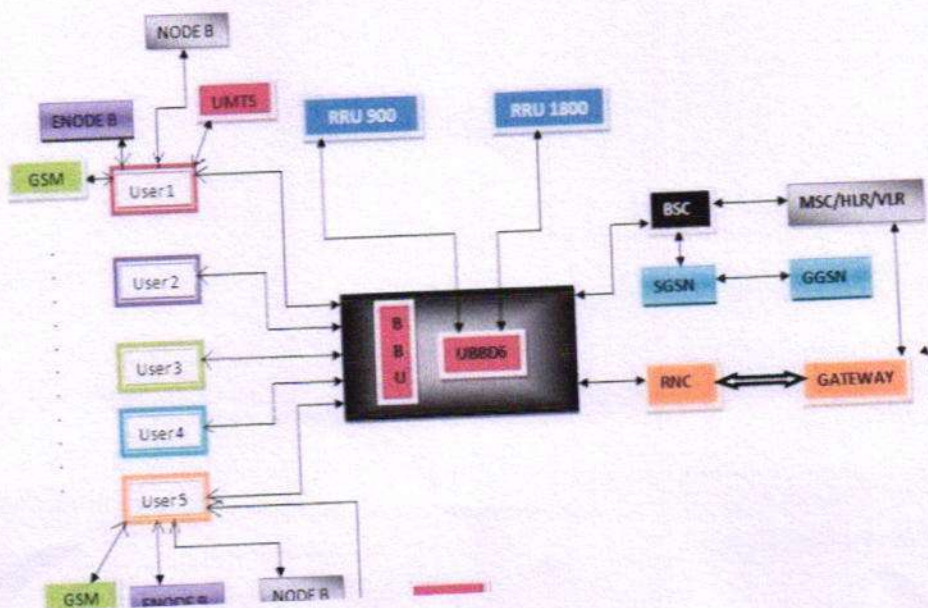 NODE B
UMTS
RRU 900
RRU 1800
ENODE B
GSM
User1
BSC
MSC/HLR/VLR
User2
SGSN
GGSN
B
B
U
UBBD6
User3
RNC
GATEWAY
User4
User5
GSM
ENODE B
NODE B